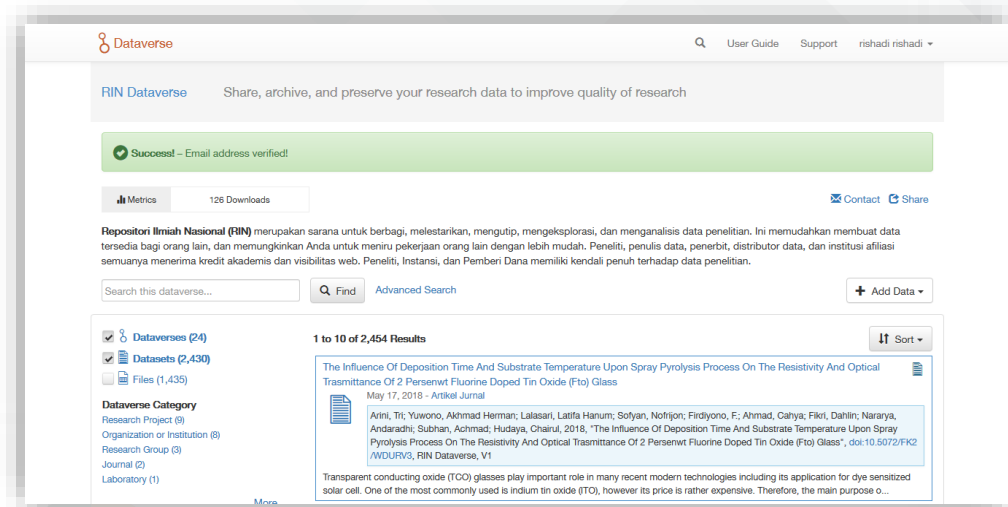 Dataverse
User Guide Support rishadi rishadi
RIN Dataverse Share, archive, and preserve your research data to improve quality of research
Success! – Email address verified!
Metrics 126 Downloads Contact Share
Repositori Ilmiah Nasional (RIN) merupakan sarana untuk berbagi, melestarikan, mengutip, mengeksplorasi, dan menganalisis data penelitian. Ini memudahkan membuat data
tersedia bagi orang lain, dan memungkinkan Anda untuk meniru pekerjaan orang lain dengan lebih mudah. Peneliti, penulis data, penerbit, distributor data, dan institusi afiliasi
semuanya menerima kredit akademis dan visibilitas web. Peneliti, Instansi, dan Pemberi Dana memiliki kendali penuh terhadap data penelitian.
Search this dataverse... Find Advanced Search Add Data
Dataverses (24)
Datasets (2,430)
Files (1,435)
Dataverse Category
Research Project (9)
Organization or Institution (8)
Research Group (3)
Journal (2)
Laboratory (1)
More
1 to 10 of 2,454 Results Sort
The Influence Of Deposition Time And Substrate Temperature Upon Spray Pyrolysis Process On The Resistivity And Optical
Trasmittance Of 2 Persenwt Fluorine Doped Tin Oxide (Fto) Glass
May 17, 2018 - Artikel Jurnal
Arini, Tri; Yuwono, Akhmad Herman; Lalasari, Latifa Hanum; Sofyan, Nofrijon; Firdiyono, F.; Ahmad, Cahya; Fikri, Dahlin; Nararya,
Andaradhi; Subhan, Achmad; Hudaya, Chairul, 2018, "The Influence Of Deposition Time And Substrate Temperature Upon Spray
Pyrolysis Process On The Resistivity And Optical Trasmittance Of 2 Persenwt Fluorine Doped Tin Oxide (Fto) Glass", doi:10.5072/FK2
/WDURV3, RIN Dataverse, V1
Transparent conducting oxide (TCO) glasses play important role in many recent modern technologies including its application for dye sensitized
solar cell. One of the most commonly used is indium tin oxide (ITO), however its price is rather expensive. Therefore, the main purpose o...